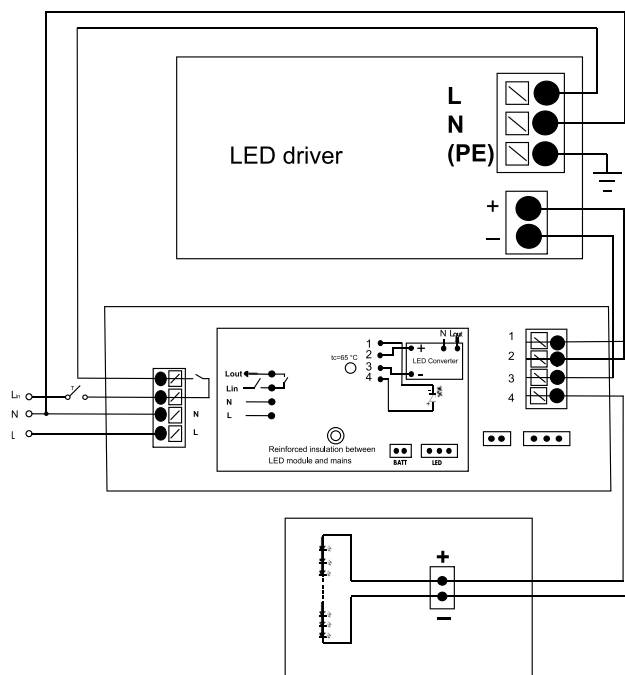 L
N
(PE)
LED driver
+
−
1
2
3
4
tc=65 °C
1
2
3
4
N Lout
+
−
LED Converter
Lout
Lin
N
L
Lin
T
N
L
N
L
Reinforced insulation between
LED module and mains
BATT
LED
+
−